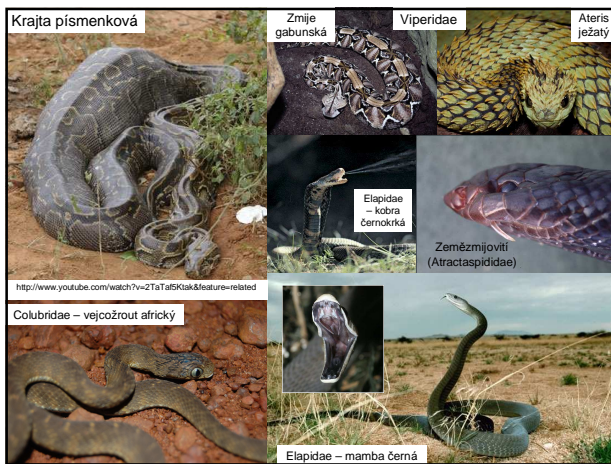 Krajta písmenková
Zmije
gabunská
Viperidae
Ateris
ježatý
Elapidae
– kobra
černokrká
Zemězmijovití
(Atractaspididae)
http://www.youtube.com/watch?v=2TaTaf5Ktak&feature=related
Colubridae – vejcožrout africký
Elapidae – mamba černá